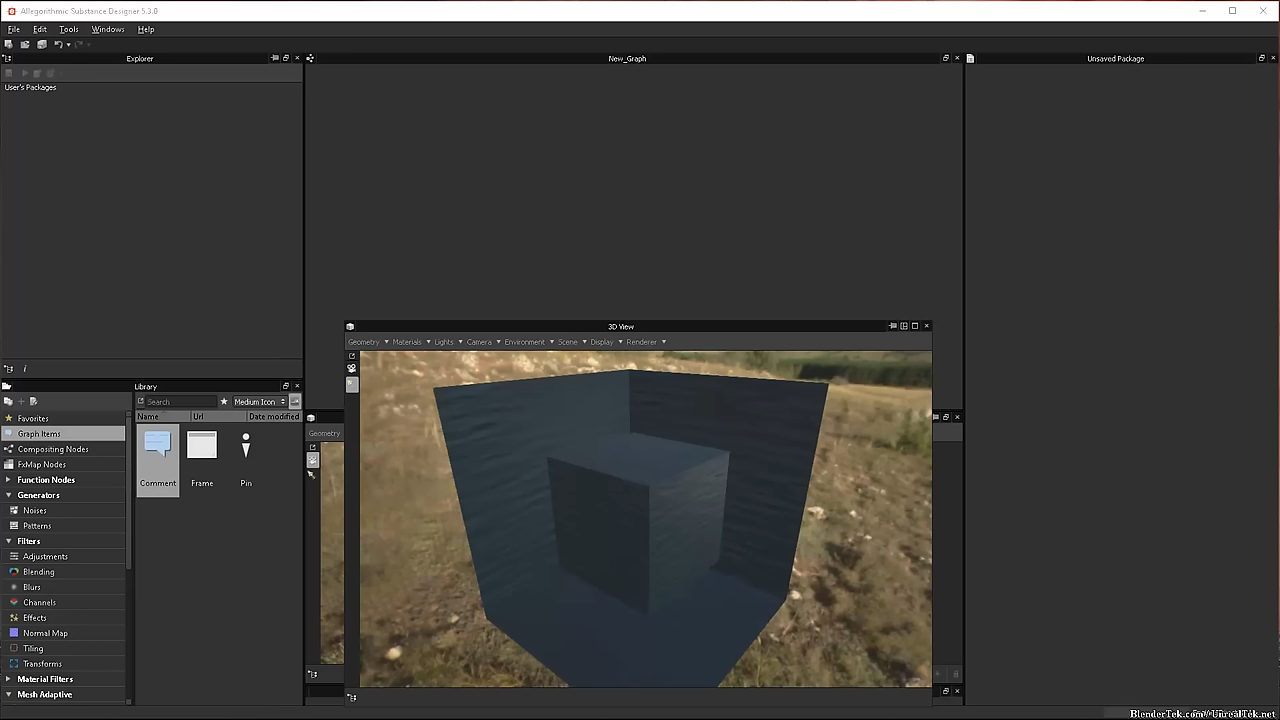 Allegorithmic Substance Designer 5.3.0
File Edit Tools Windows Help
Explorer
New_Graph
Unsaved Package
User's Packages
3D View
Geometry Materials Lights Camera Environment Scene Display Renderer
Library
Search
Medium Icon
Name Url Date modified
Favorites
Graph Items
Compositing Nodes
FxMap Nodes
Function Nodes
Generators
Noises
Patterns
Filters
Adjustments
Blending
Blurs
Channels
Effects
Normal Map
Tiling
Transforms
Material Filters
Mesh Adaptive
Comment Frame Pin
Geometry
BlenderTek.com/UnrealTek.net